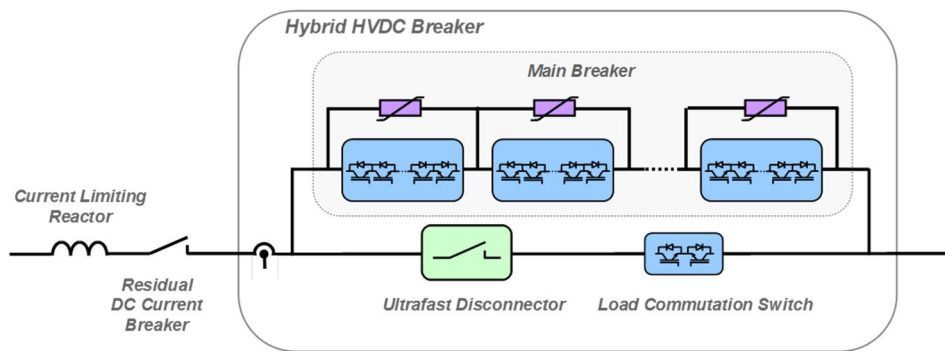 Hybrid HVDC Breaker
Main Breaker
Current Limiting
Reactor
Residual
DC Current
Breaker
Ultrafast Disconnector
Load Commutation Switch